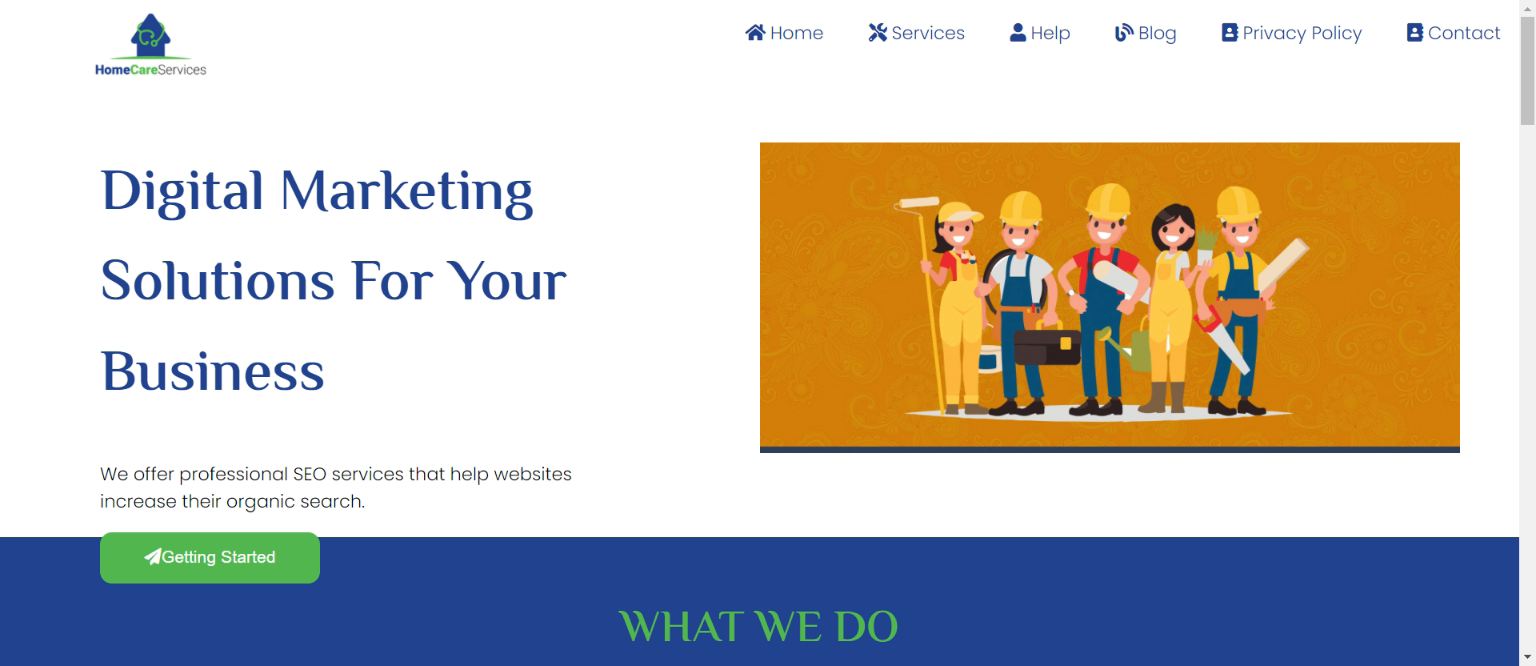 HomeCareServices
Home Services Help Blog Privacy Policy Contact
Digital Marketing
Solutions For Your
Business
We offer professional SEO services that help websites
increase their organic search.
Getting Started
WHAT WE DO